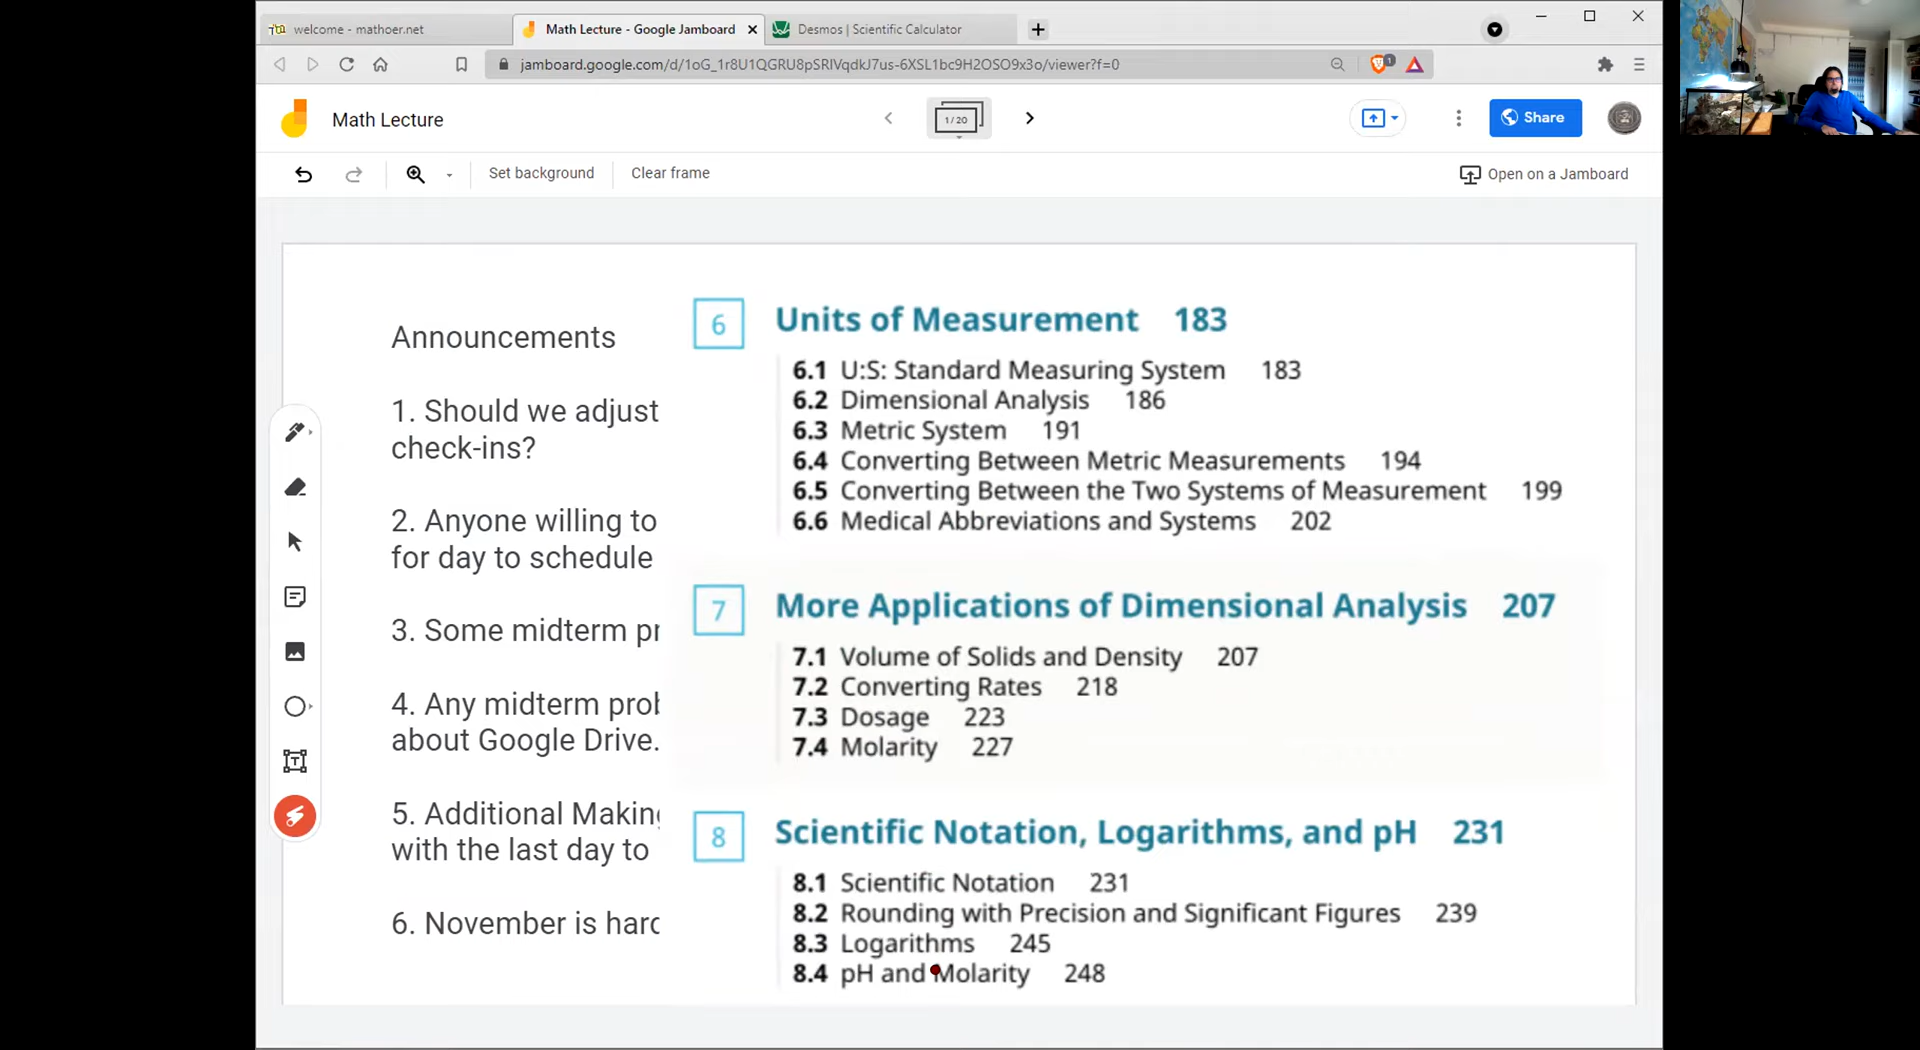 welcome - mathoer.net
Math Lecture - Google Jamboard
Desmos | Scientific Calculator
jamboard.google.com/d/1oG_1r8U1QGRU8pSRIVqdkJ7us-6XSL1bc9H2OSO9x3o/viewer?f=0
Math Lecture
1/20
Share
Set background
Clear frame
Open on a Jamboard
Announcements
1. Should we adjust
check-ins?
2. Anyone willing to
for day to schedule
3. Some midterm
4. Any midterm
about Google Drive.
5. Additional
with the last day to
6. November is
6 Units of Measurement 183
6.1 U:S: Standard Measuring System 183
6.2 Dimensional Analysis 186
6.3 Metric System 191
6.4 Converting Between Metric Measurements 194
6.5 Converting Between the Two Systems of Measurement 199
6.6 Medical Abbreviations and Systems 202
7 More Applications of Dimensional Analysis 207
7.1 Volume of Solids and Density 207
7.2 Converting Rates 218
7.3 Dosage 223
7.4 Molarity 227
8 Scientific Notation, Logarithms, and pH 231
8.1 Scientific Notation 231
8.2 Rounding with Precision and Significant Figures 239
8.3 Logarithms 245
8.4 pH and Molarity 248